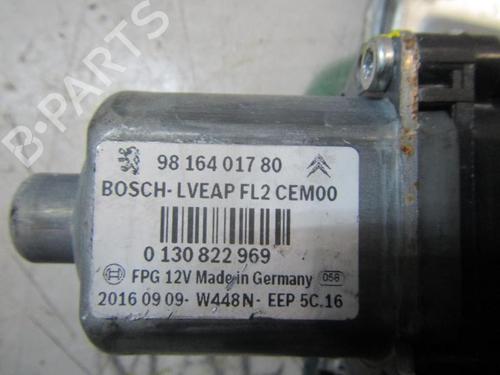 98 164 017 80
BOSCH-LVEAP FL2 CEM00
0 130 822 969
FPG 12V Made in Germany 058
2016 09 09- W448N- EEP 5C.16
B-PARTS